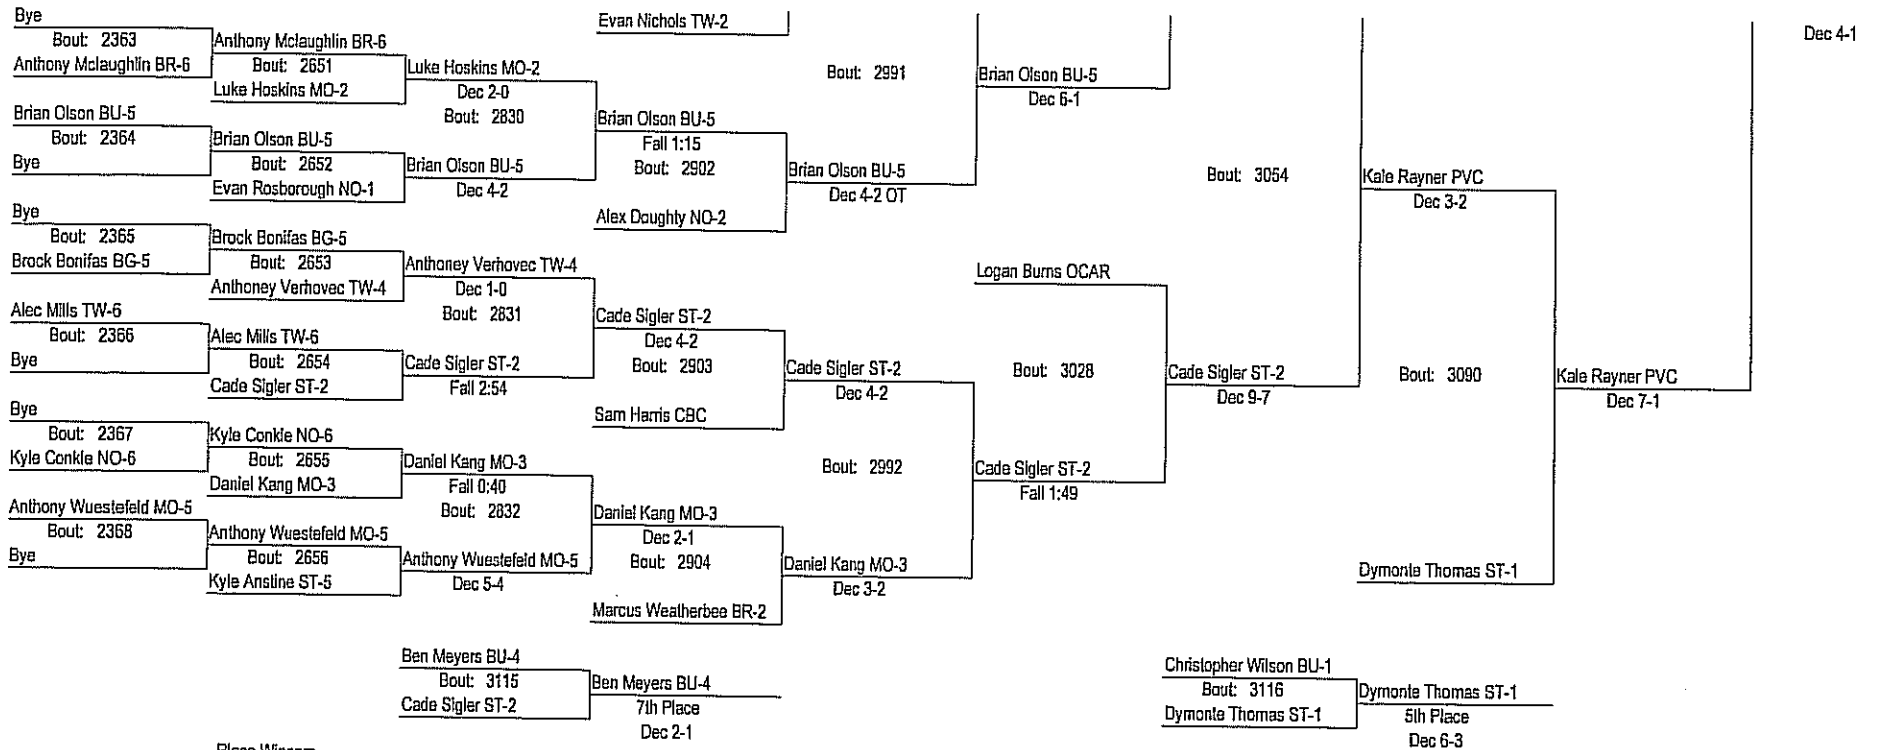 Bye
Bout: 2363
Anthony Mclaughlin BR-6
Brian Olson BU-5
Bout: 2364
Bye
Bye
Bout: 2365
Brock Bonifas BG-5
Alec Mills TW-6
Bout: 2366
Bye
Bye
Bout: 2367
Kyle Conkle NO-6
Anthony Wuestefeld MO-5
Bout: 2368
Bye
Anthony Mclaughlin BR-6
Bout: 2651
Luke Hoskins MO-2
Brian Olson BU-5
Bout: 2652
Evan Rosborough NO-1
Brock Bonifas BG-5
Bout: 2653
Anthoney Verhovec TW-4
Alec Mills TW-6
Bout: 2654
Cade Sigler ST-2
Kyle Conkle NO-6
Bout: 2655
Daniel Kang MO-3
Anthony Wuestefeld MO-5
Bout: 2656
Kyle Ansline ST-5
Luke Hoskins MO-2
Dec 2-0
Bout: 2830
Brian Olson BU-5
Dec 4-2
Anthoney Verhovec TW-4
Dec 1-0
Bout: 2831
Cade Sigler ST-2
Fall 2:54
Daniel Kang MO-3
Fall 0:40
Bout: 2832
Anthony Wuestefeld MO-5
Dec 5-4
Evan Nichols TW-2
Brian Olson BU-5
Fall 1:15
Bout: 2902
Alex Doughty NO-2
Cade Sigler ST-2
Dec 4-2
Bout: 2903
Sam Harris CBC
Daniel Kang MO-3
Dec 2-1
Bout: 2904
Marcus Weatherbee BR-2
Bout: 2991
Brian Olson BU-5
Dec 4-2 OT
Cade Sigler ST-2
Dec 4-2
Bout: 2992
Daniel Kang MO-3
Dec 3-2
Brian Olson BU-5
Dec 6-1
Logan Burns OCAR
Bout: 3028
Cade Sigler ST-2
Fall 1:49
Bout: 3054
Cade Sigler ST-2
Dec 9-7
Kale Rayner PVC
Dec 3-2
Bout: 3090
Dymonte Thomas ST-1
Kale Rayner PVC
Dec 7-1
Dec 4-1
Ben Meyers BU-4
Bout: 3115
Cade Sigler ST-2
Ben Meyers BU-4
7th Place
Dec 2-1
Christopher Wilson BU-1
Bout: 3116
Dymonte Thomas ST-1
Dymonte Thomas ST-1
5th Place
Dec 6-3